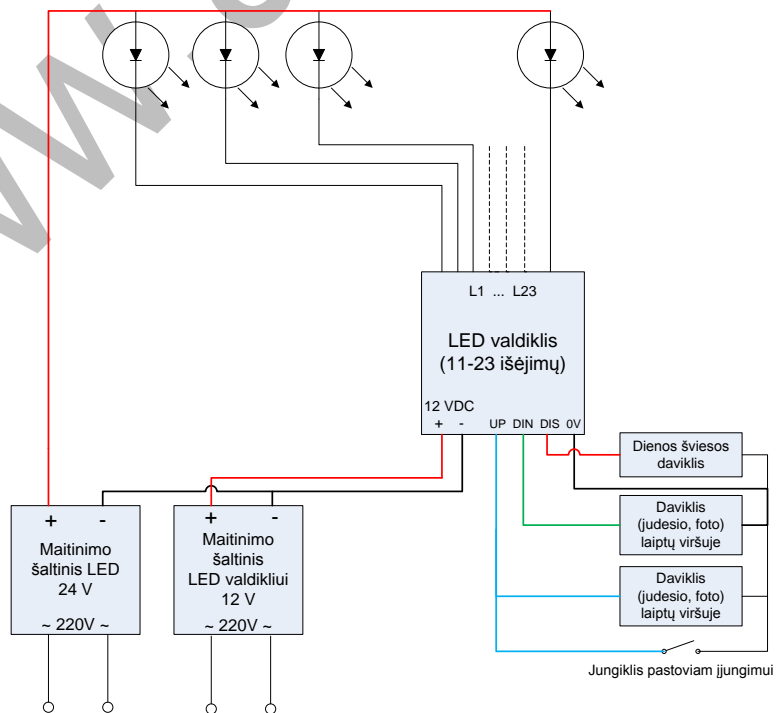 L1 ... L23
LED valdiklis
(11-23 išėjimų)
12 VDC
+ - UP DIN DIS 0V
Dienos šviesos
daviklis
Daviklis
(judesio, foto)
laiptų viršuje
Daviklis
(judesio, foto)
laiptų viršuje
Jungiklis pastoviam įjungimui
+ -
Maitinimo
šaltinis LED
24 V
~ 220V ~
+ -
Maitinimo
šaltinis
LED valdikliui
12 V
~ 220V ~